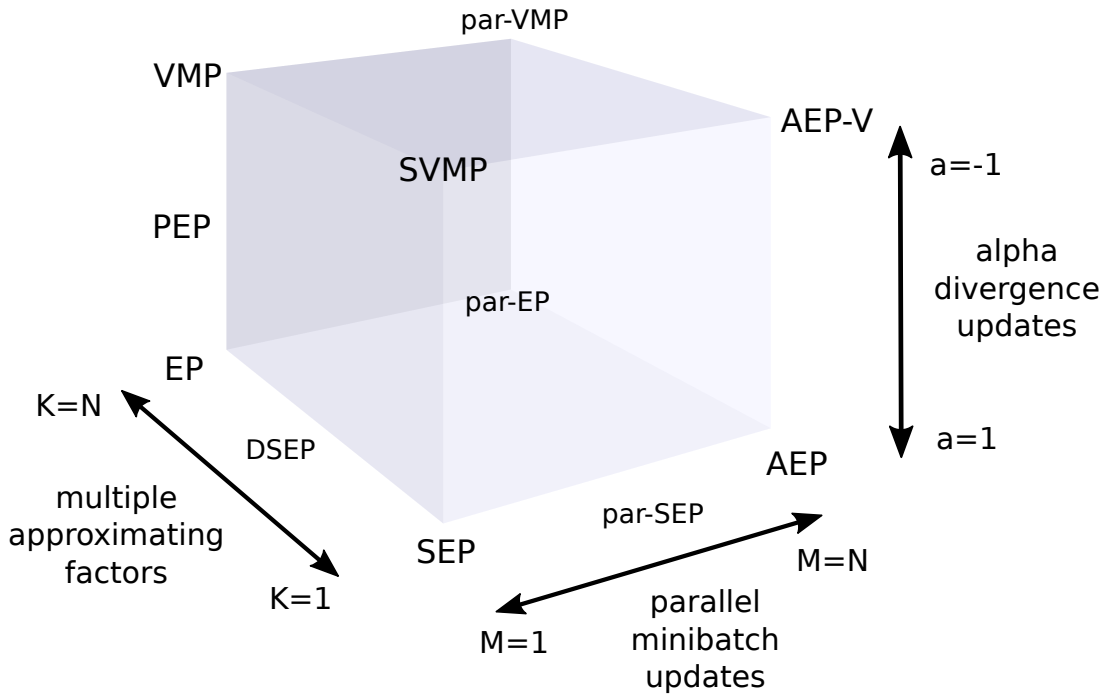 par-VMP
VMP
AEP-V
SVMP
a=-1
PEP
alpha
divergence
updates
par-EP
EP
K=N
DSEP
a=1
AEP
multiple
approximating
factors
par-SEP
SEP
M=N
K=1
parallel
minibatch
updates
M=1